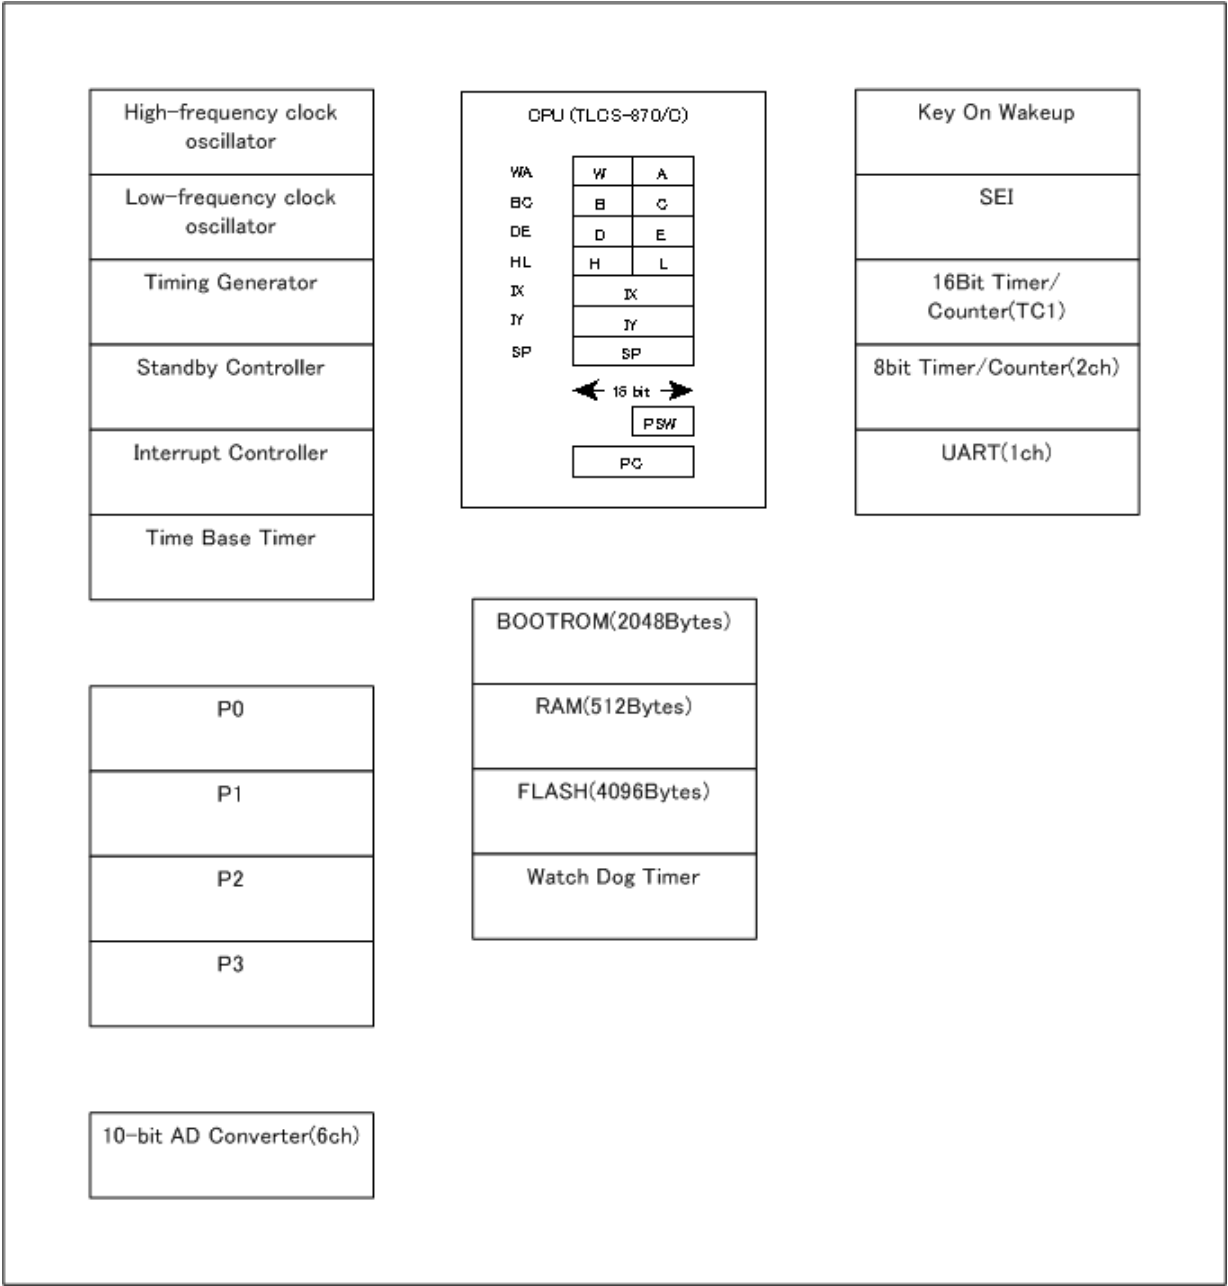 High-frequency clock
oscillator
Low-frequency clock
oscillator
Timing Generator
Standby Controller
Interrupt Controller
Time Base Timer
P0
P1
P2
P3
10-bit AD Converter(6ch)
CPU (TLCS-870/C)
WA W A
BC B C
DE D E
HL H L
IX IX
IY IY
SP SP
16 bit
PSW
PC
BOOTROM(2048Bytes)
RAM(512Bytes)
FLASH(4096Bytes)
Watch Dog Timer
Key On Wakeup
SEI
16Bit Timer/
Counter(TC1)
8bit Timer/Counter(2ch)
UART(1ch)